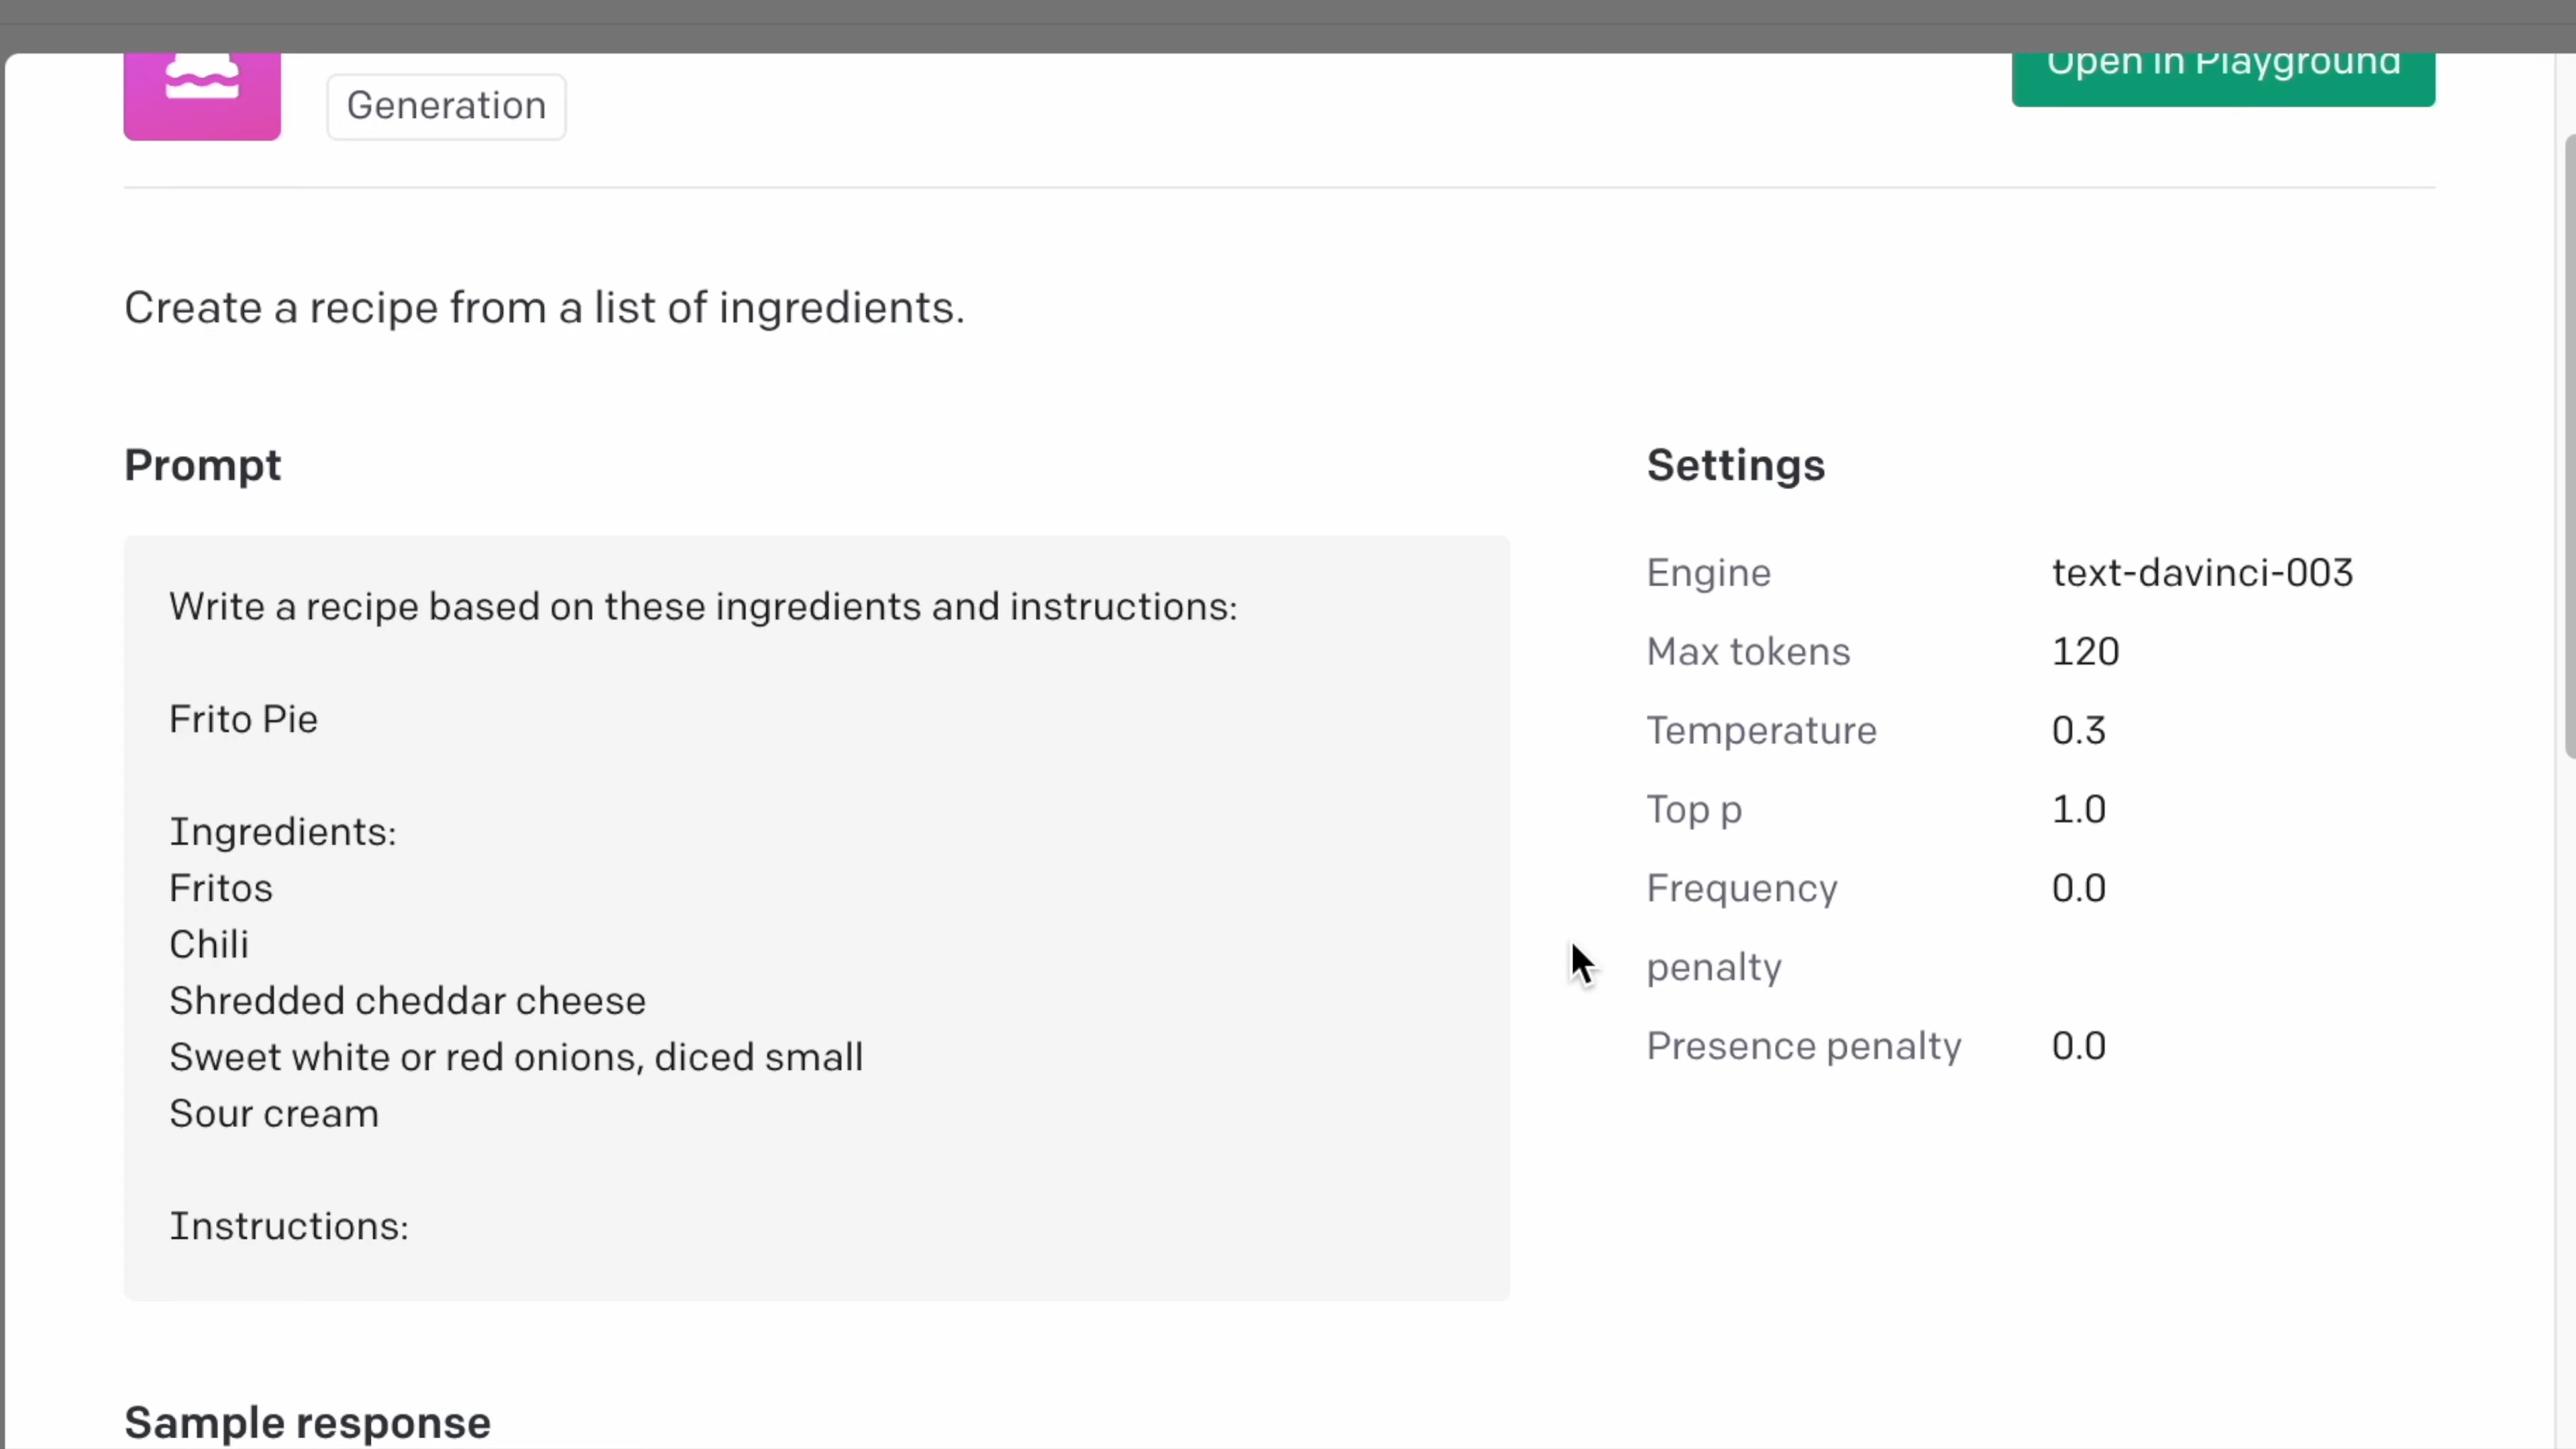 Open in Playground
Generation
Create a recipe from a list of ingredients.
Prompt
Settings
Write a recipe based on these ingredients and instructions:
Frito Pie
Ingredients:
Fritos
Chili
Shredded cheddar cheese
Sweet white or red onions, diced small
Sour cream
Instructions:
Engine text-davinci-003
Max tokens 120
Temperature 0.3
Top p 1.0
Frequency 0.0
penalty
Presence penalty 0.0
Sample response